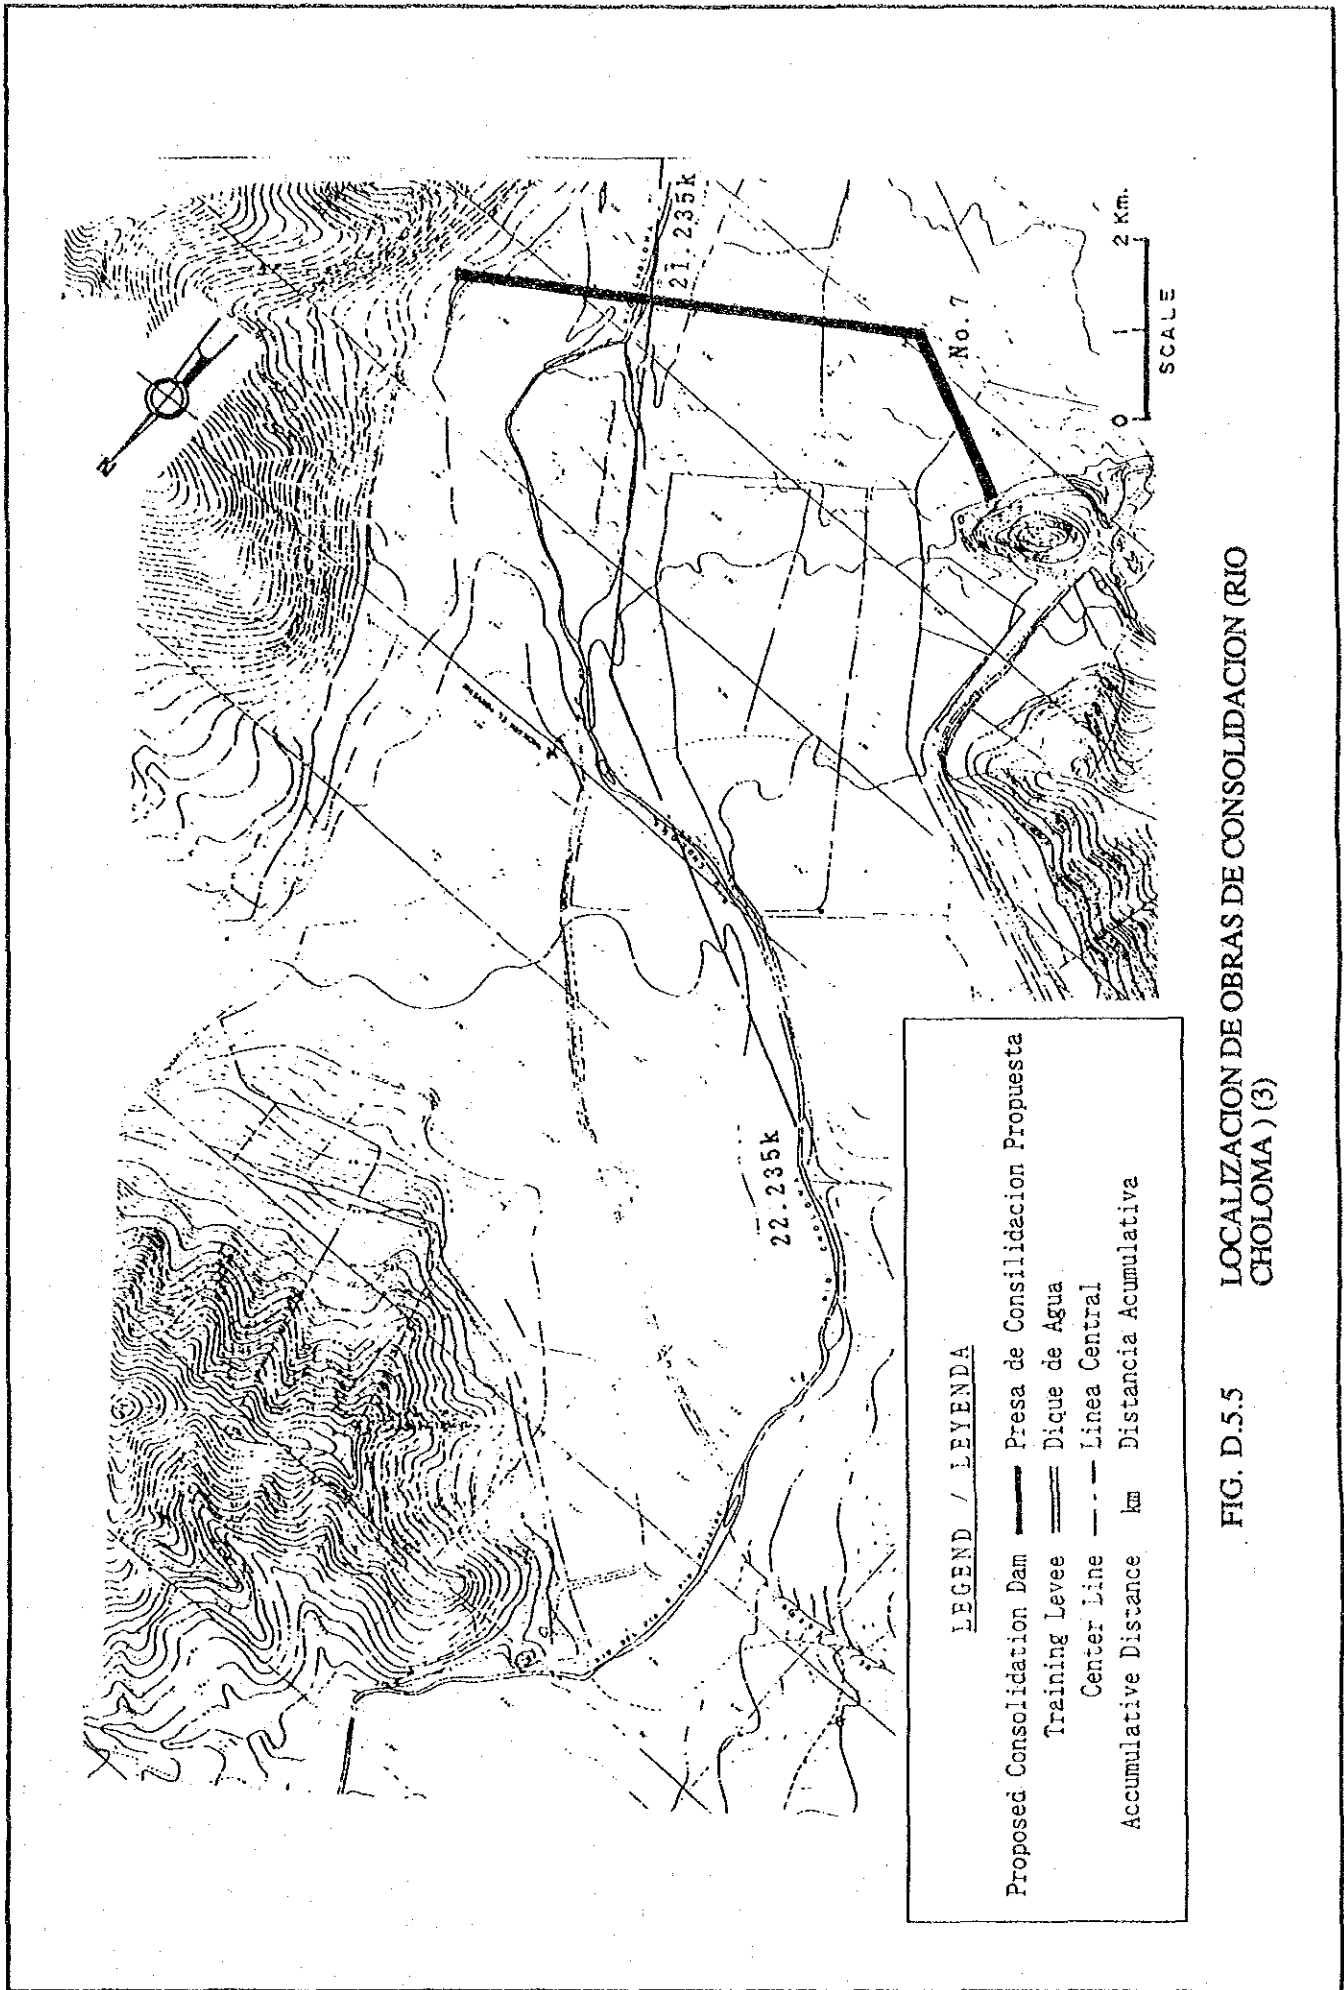 N
CHOLOMA
21.235k
No.7
0 1 2 Km.
SCALE
22.235k
LEGEND / LEYENDA
Proposed Consolidation Dam Presa de Consilidacion Propuesta
Training Levee Dique de Agua
Center Line Linea Central
Accumulative Distance km Distancia Acumulativa
FIG. D.5.5 LOCALIZACION DE OBRAS DE CONSOLIDACION (RIO
CHOLOMA ) (3)